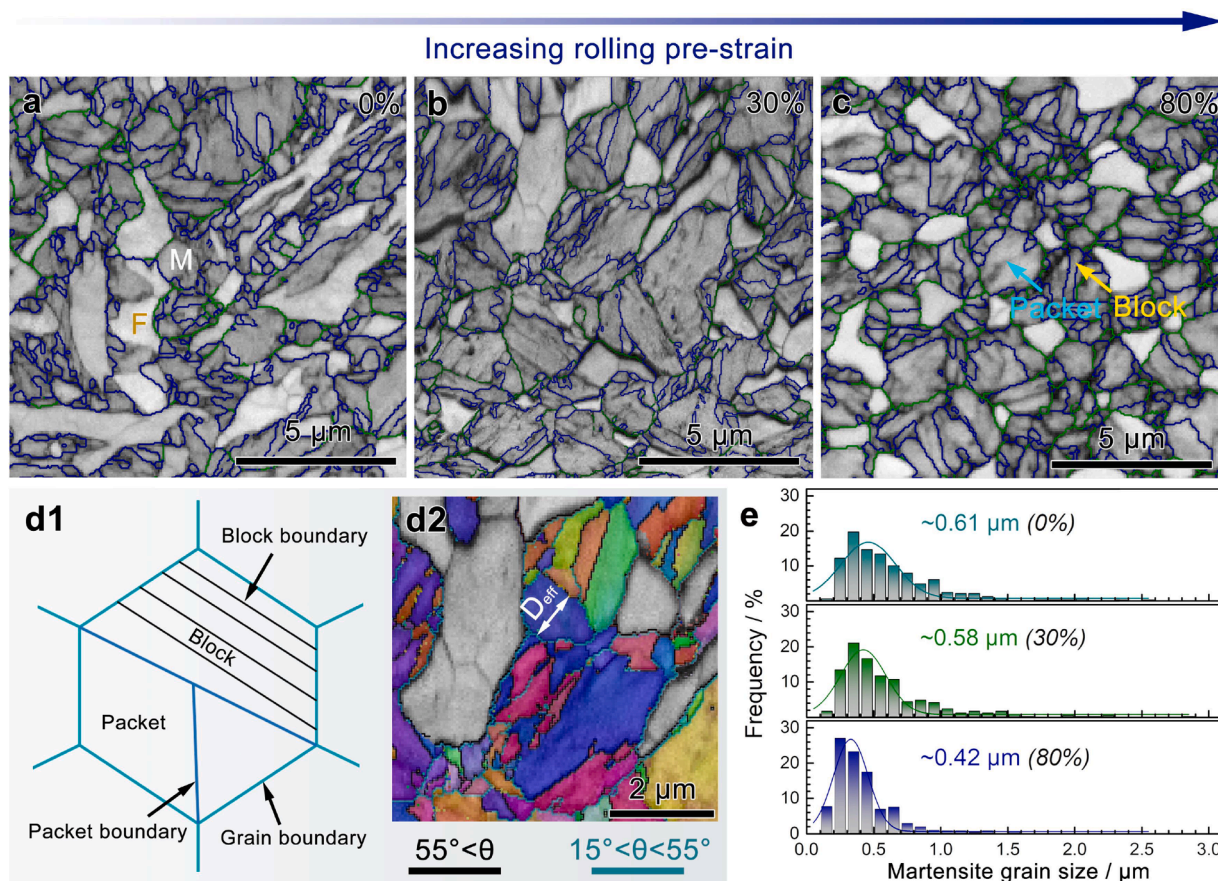 Increasing rolling pre-strain
a
0%
M
F
5 μm
b
30%
5 μm
c
80%
Packet
Block
5 μm
d1
Block boundary
Block
Packet
Packet boundary
Grain boundary
d2
Deff
2 μm
55°<θ
15°<θ<55°
e
Frequency / %
30
20
10
~0.61 μm (0%)
30
20
10
~0.58 μm (30%)
30
20
10
0
~0.42 μm (80%)
0.0 0.5 1.0 1.5 2.0 2.5 3.0
Martensite grain size / μm